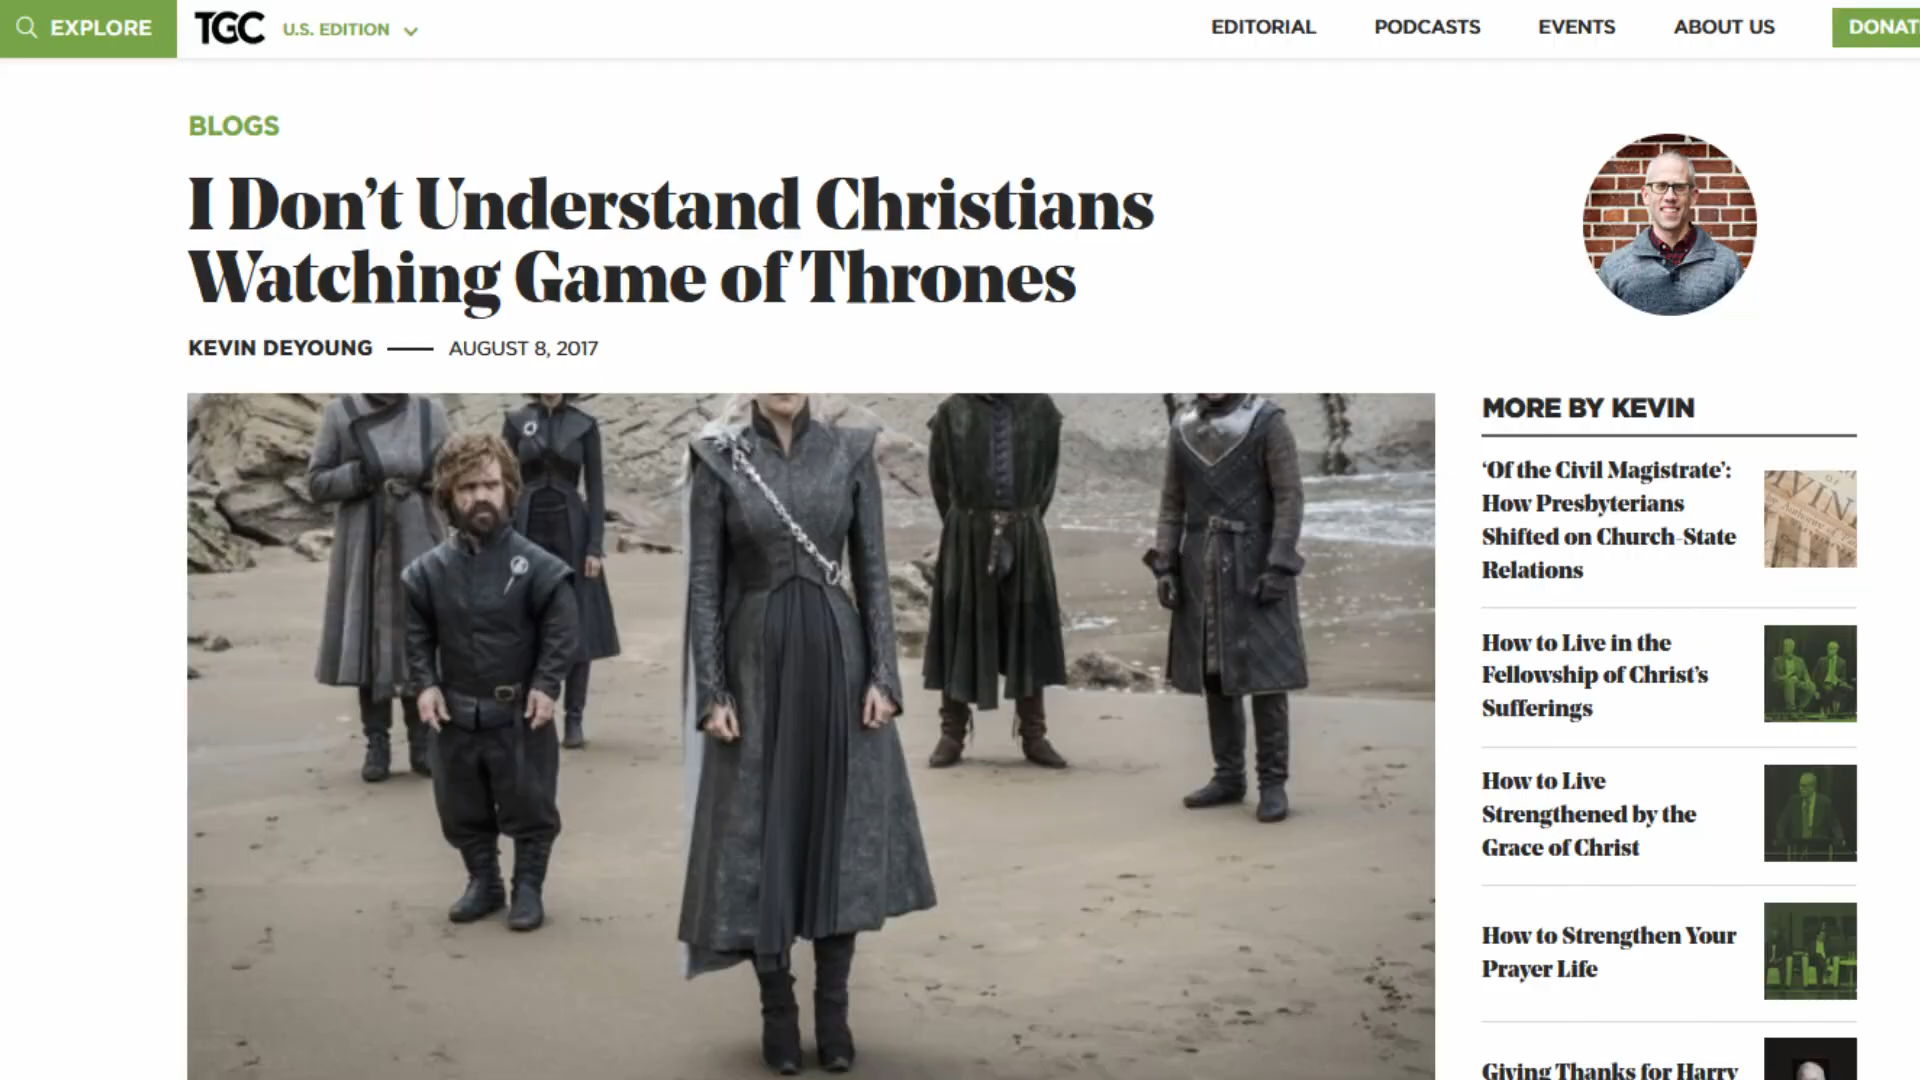 EXPLORE
TGC
U.S. EDITION
EDITORIAL
PODCASTS
EVENTS
ABOUT US
DONAT
BLOGS
I Don’t Understand Christians
Watching Game of Thrones
KEVIN DEYOUNG
AUGUST 8, 2017
MORE BY KEVIN
‘Of the Civil Magistrate’:
How Presbyterians
Shifted on Church-State
Relations
How to Live in the
Fellowship of Christ’s
Sufferings
How to Live
Strengthened by the
Grace of Christ
How to Strengthen Your
Prayer Life
Giving Thanks for Harry